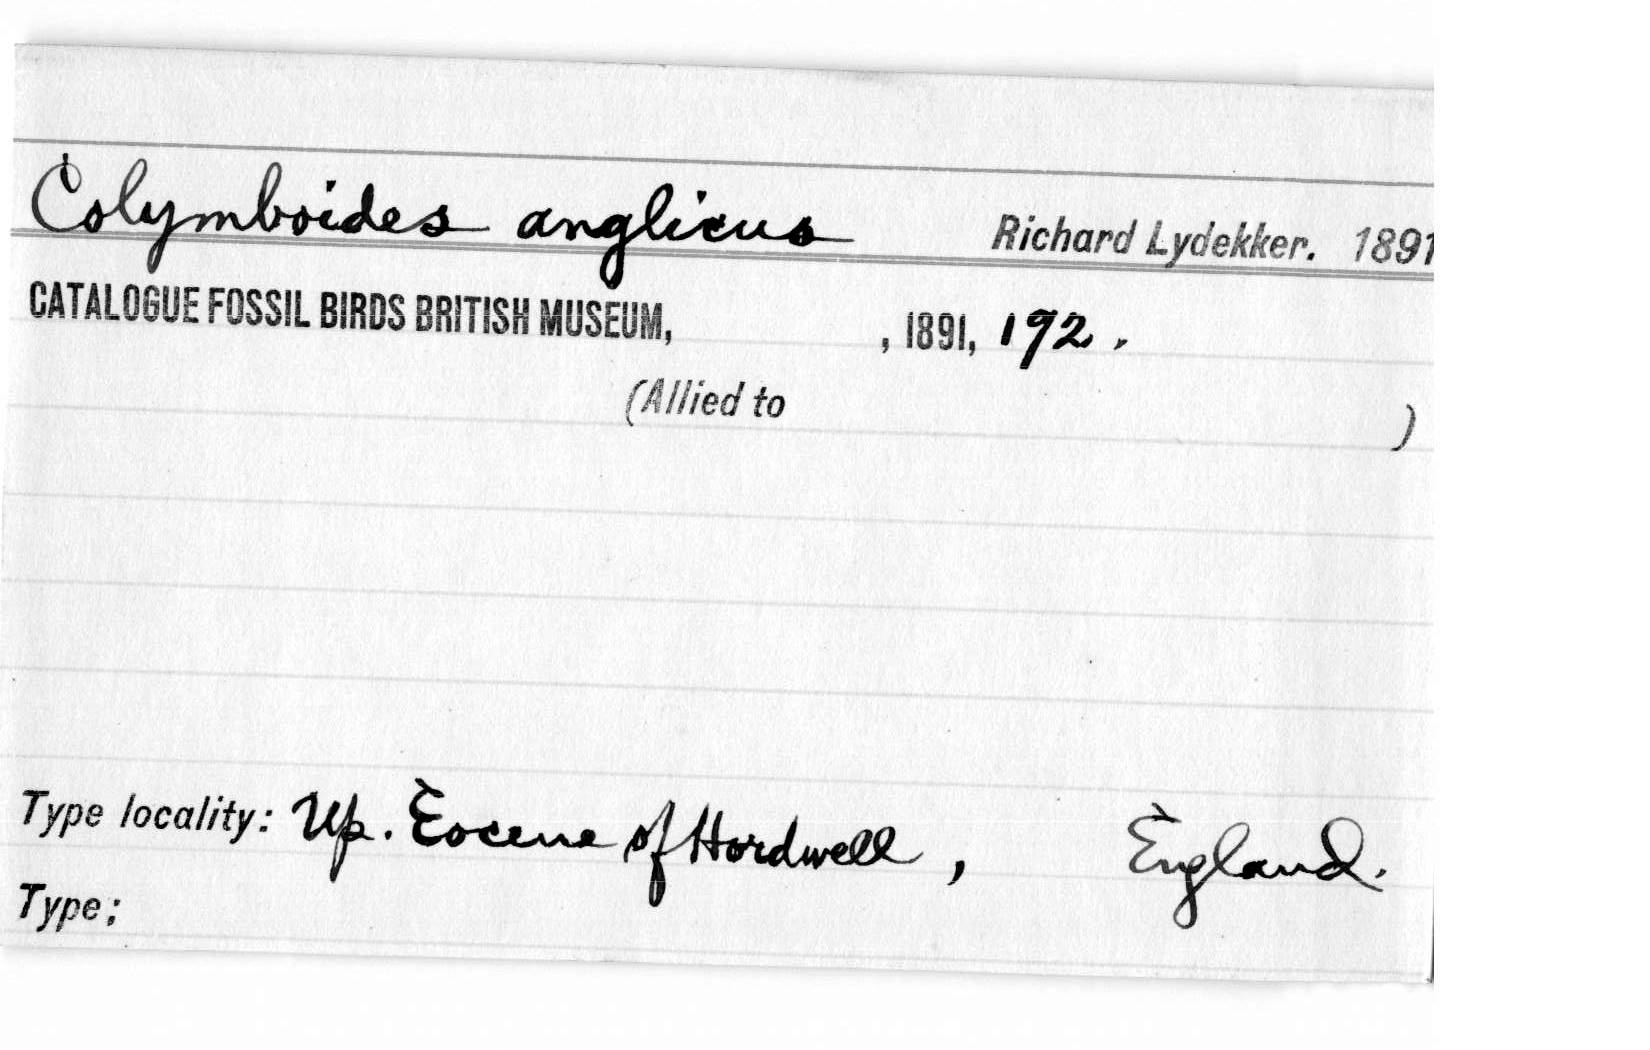 Colymboides anglicus Richard Lydekker. 1891
CATALOGUE FOSSIL BIRDS BRITISH MUSEUM, , 1891, 192.
(Allied to )
Type locality: Up. Eocene of Hordwell, England.
Type: